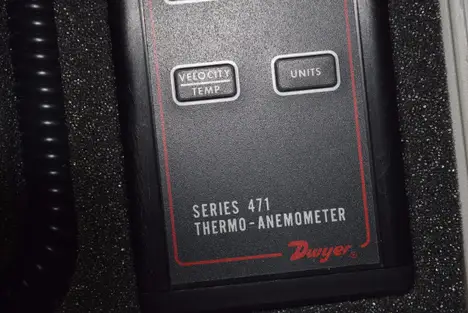 VELOCITY
TEMP.
UNITS
SERIES 471
THERMO-ANEMOMETER
Dwyer®